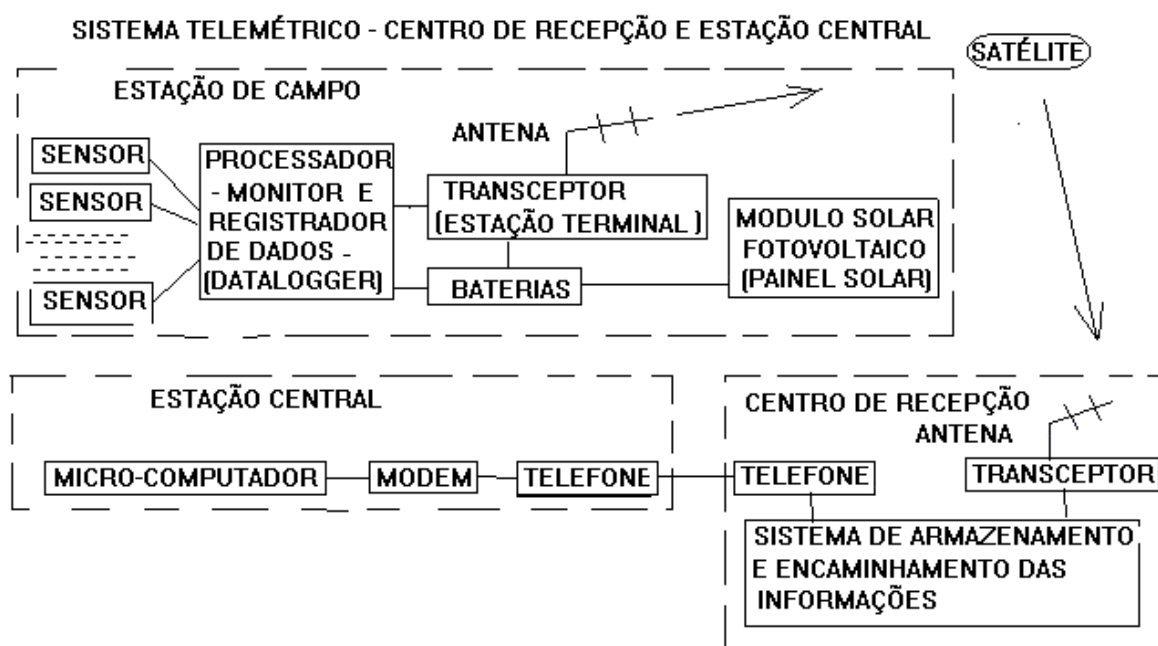 SISTEMA TELEMÉTRICO - CENTRO DE RECEPÇÃO E ESTAÇÃO CENTRAL
SATÉLITE
ESTAÇÃO DE CAMPO
ANTENA
SENSOR
SENSOR
SENSOR
PROCESSADOR
- MONITOR E
REGISTRADOR
DE DADOS -
(DATALOGGER)
TRANSCEPTOR
(ESTAÇÃO TERMINAL )
BATERIAS
MODULO SOLAR
FOTOVOLTAICO
(PAINEL SOLAR)
ESTAÇÃO CENTRAL
MICRO-COMPUTADOR
MODEM
TELEFONE
CENTRO DE RECEPÇÃO
ANTENA
TELEFONE
TRANSCEPTOR
SISTEMA DE ARMAZENAMENTO
E ENCAMINHAMENTO DAS
INFORMAÇÕES